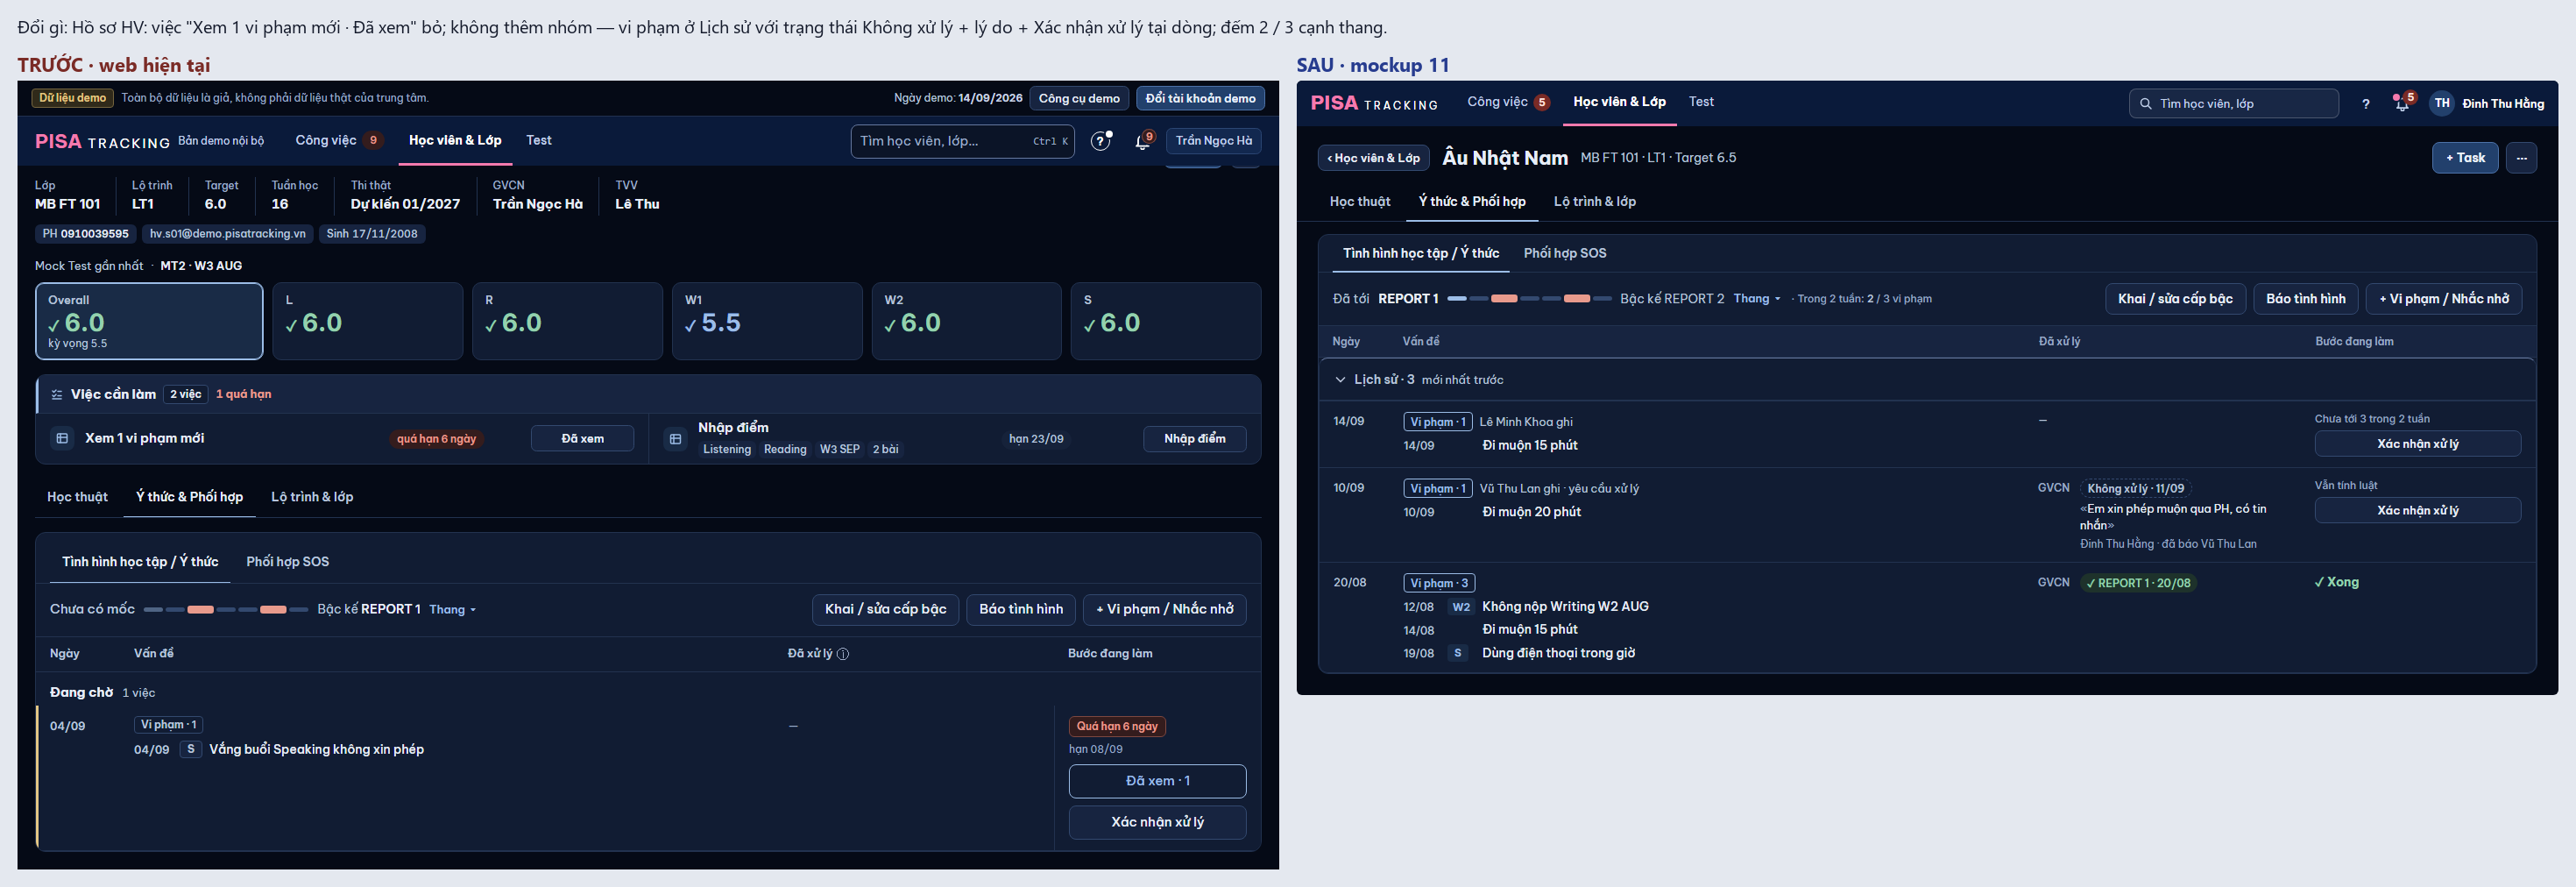 Đổi gì: Hồ sơ HV: việc "Xem 1 vi phạm mới · Đã xem" bỏ; không thêm nhóm — vi phạm ở Lịch sử với trạng thái Không xử lý + lý do + Xác nhận xử lý tại dòng; đếm 2 / 3 cạnh thang.
TRƯỚC · web hiện tại
Dữ liệu demo Toàn bộ dữ liệu là giả, không phải dữ liệu thật của trung tâm. Ngày demo: 14/09/2026 Công cụ demo Đổi tài khoản demo
PISA TRACKING Bản demo nội bộ Công việc 9 Học viên & Lớp Test Tìm học viên, lớp... Ctrl K ? 9 Trần Ngọc Hà
Lớp Lộ trình Target Tuần học Thi thật GVCN TVV
MB FT 101 LT1 6.0 16 Dự kiến 01/2027 Trần Ngọc Hà Lê Thu
PH 0910039595 hv.s01@demo.pisatracking.vn Sinh 17/11/2008
Mock Test gần nhất · MT2 · W3 AUG
Overall L R W1 W2 S
✓ 6.0 ✓ 6.0 ✓ 6.0 ✓ 5.5 ✓ 6.0 ✓ 6.0
kỳ vọng 5.5
Việc cần làm 2 việc 1 quá hạn
Xem 1 vi phạm mới quá hạn 6 ngày Đã xem
Nhập điểm hạn 23/09 Nhập điểm
Listening Reading W3 SEP 2 bài
Học thuật Ý thức & Phối hợp Lộ trình & lớp
Tình hình học tập / Ý thức Phối hợp SOS
Chưa có mốc Bậc kế REPORT 1 Thang Khai / sửa cấp bậc Báo tình hình + Vi phạm / Nhắc nhở
Ngày Vấn đề Đã xử lý Bước đang làm
Đang chờ 1 việc
04/09 Vi phạm · 1 — Quá hạn 6 ngày
04/09 S Vắng buổi Speaking không xin phép hạn 08/09
Đã xem · 1
Xác nhận xử lý
SAU · mockup 11
PISA TRACKING Công việc 5 Học viên & Lớp Test Tìm học viên, lớp ? 5 TH Đinh Thu Hằng
‹ Học viên & Lớp Âu Nhật Nam MB FT 101 · LT1 · Target 6.5 + Task ···
Học thuật Ý thức & Phối hợp Lộ trình & lớp
Tình hình học tập / Ý thức Phối hợp SOS
Đã tới REPORT 1 Bậc kế REPORT 2 Thang · Trong 2 tuần: 2 / 3 vi phạm Khai / sửa cấp bậc Báo tình hình + Vi phạm / Nhắc nhở
Ngày Vấn đề Đã xử lý Bước đang làm
Lịch sử · 3 mới nhất trước
14/09 Vi phạm · 1 Lê Minh Khoa ghi — Chưa tới 3 trong 2 tuần
14/09 Đi muộn 15 phút Xác nhận xử lý
10/09 Vi phạm · 1 Vũ Thu Lan ghi · yêu cầu xử lý GVCN Không xử lý · 11/09 Vẫn tính luật
10/09 Đi muộn 20 phút «Em xin phép muộn qua PH, có tin Xác nhận xử lý
nhắn»
Đinh Thu Hằng · đã báo Vũ Thu Lan
20/08 Vi phạm · 3 GVCN ✓ REPORT 1 · 20/08 ✓ Xong
12/08 W2 Không nộp Writing W2 AUG
14/08 Đi muộn 15 phút
19/08 S Dùng điện thoại trong giờ